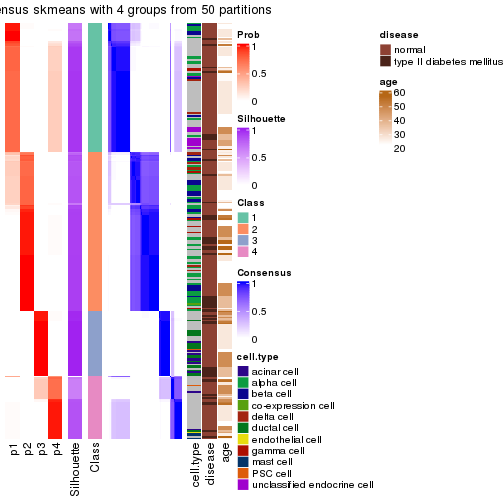 ensus skmeans with 4 groups from 50 partitions
Prob
1
0.5
0
Silhouette
1
0.5
0
Class
1
2
3
4
Consensus
1
0.5
0
cell.type
acinar cell
alpha cell
beta cell
co-expression cell
delta cell
ductal cell
endothelial cell
gamma cell
mast cell
PSC cell
unclassified endocrine cell
disease
normal
type II diabetes mellitus
age
60
50
40
30
20
p1
p2
p3
p4
Silhouette
Class
cell.type
disease
age